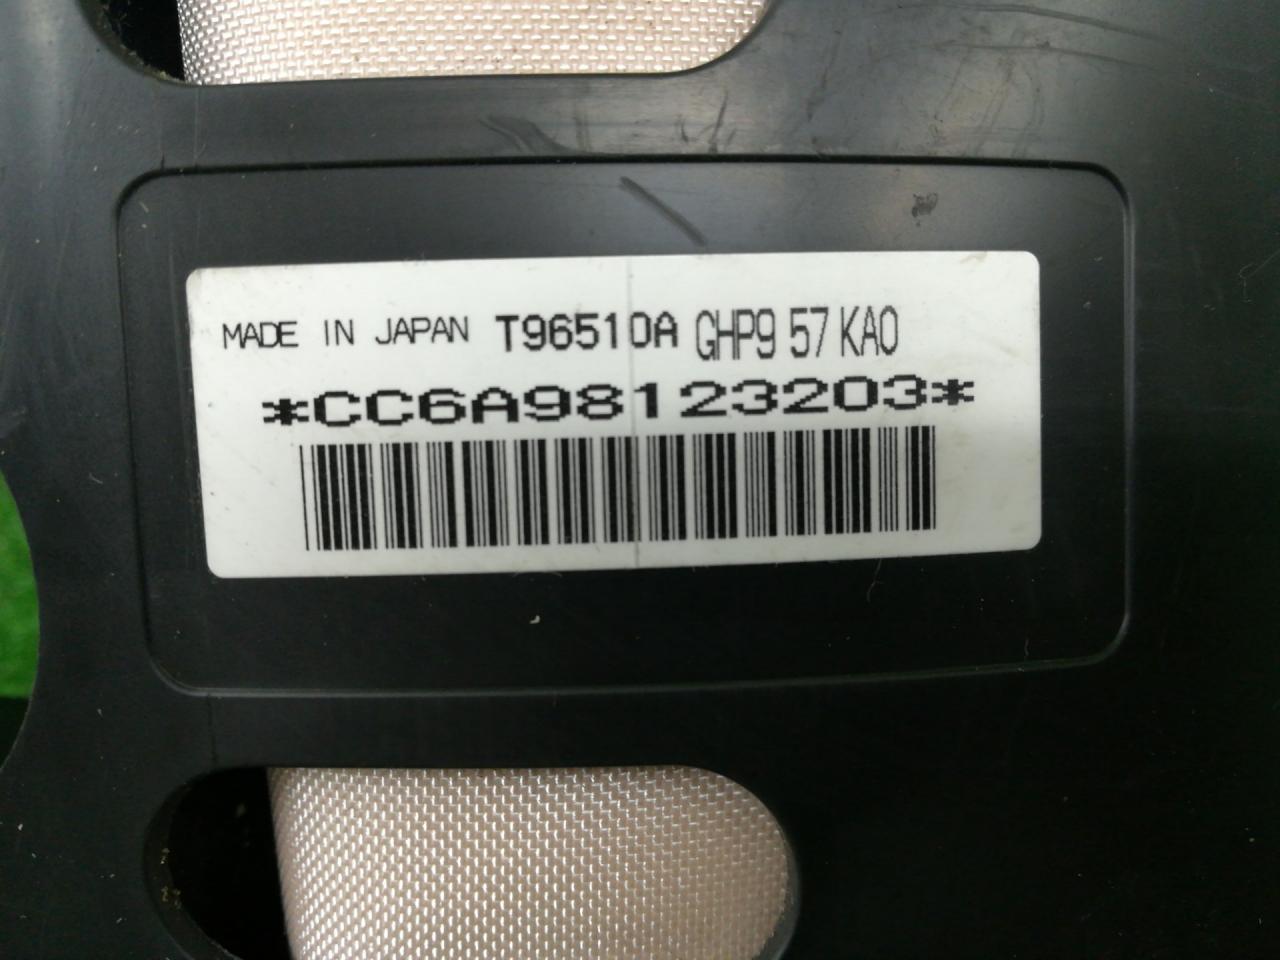 MADE IN JAPAN T96510A GHP9 57 KA0
*CC6A98123203*